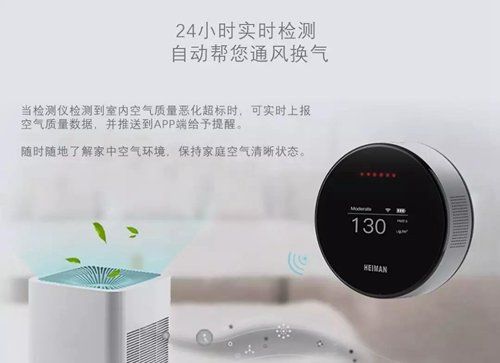 24小时实时检测
自动帮您通风换气
当检测仪检测到室内空气质量恶化超标时，可实时上报
空气质量数据，并推送到APP端给予提醒。
随时随地了解家中空气环境，保持家庭空气清晰状态。
Moderate
130
HEIMAN